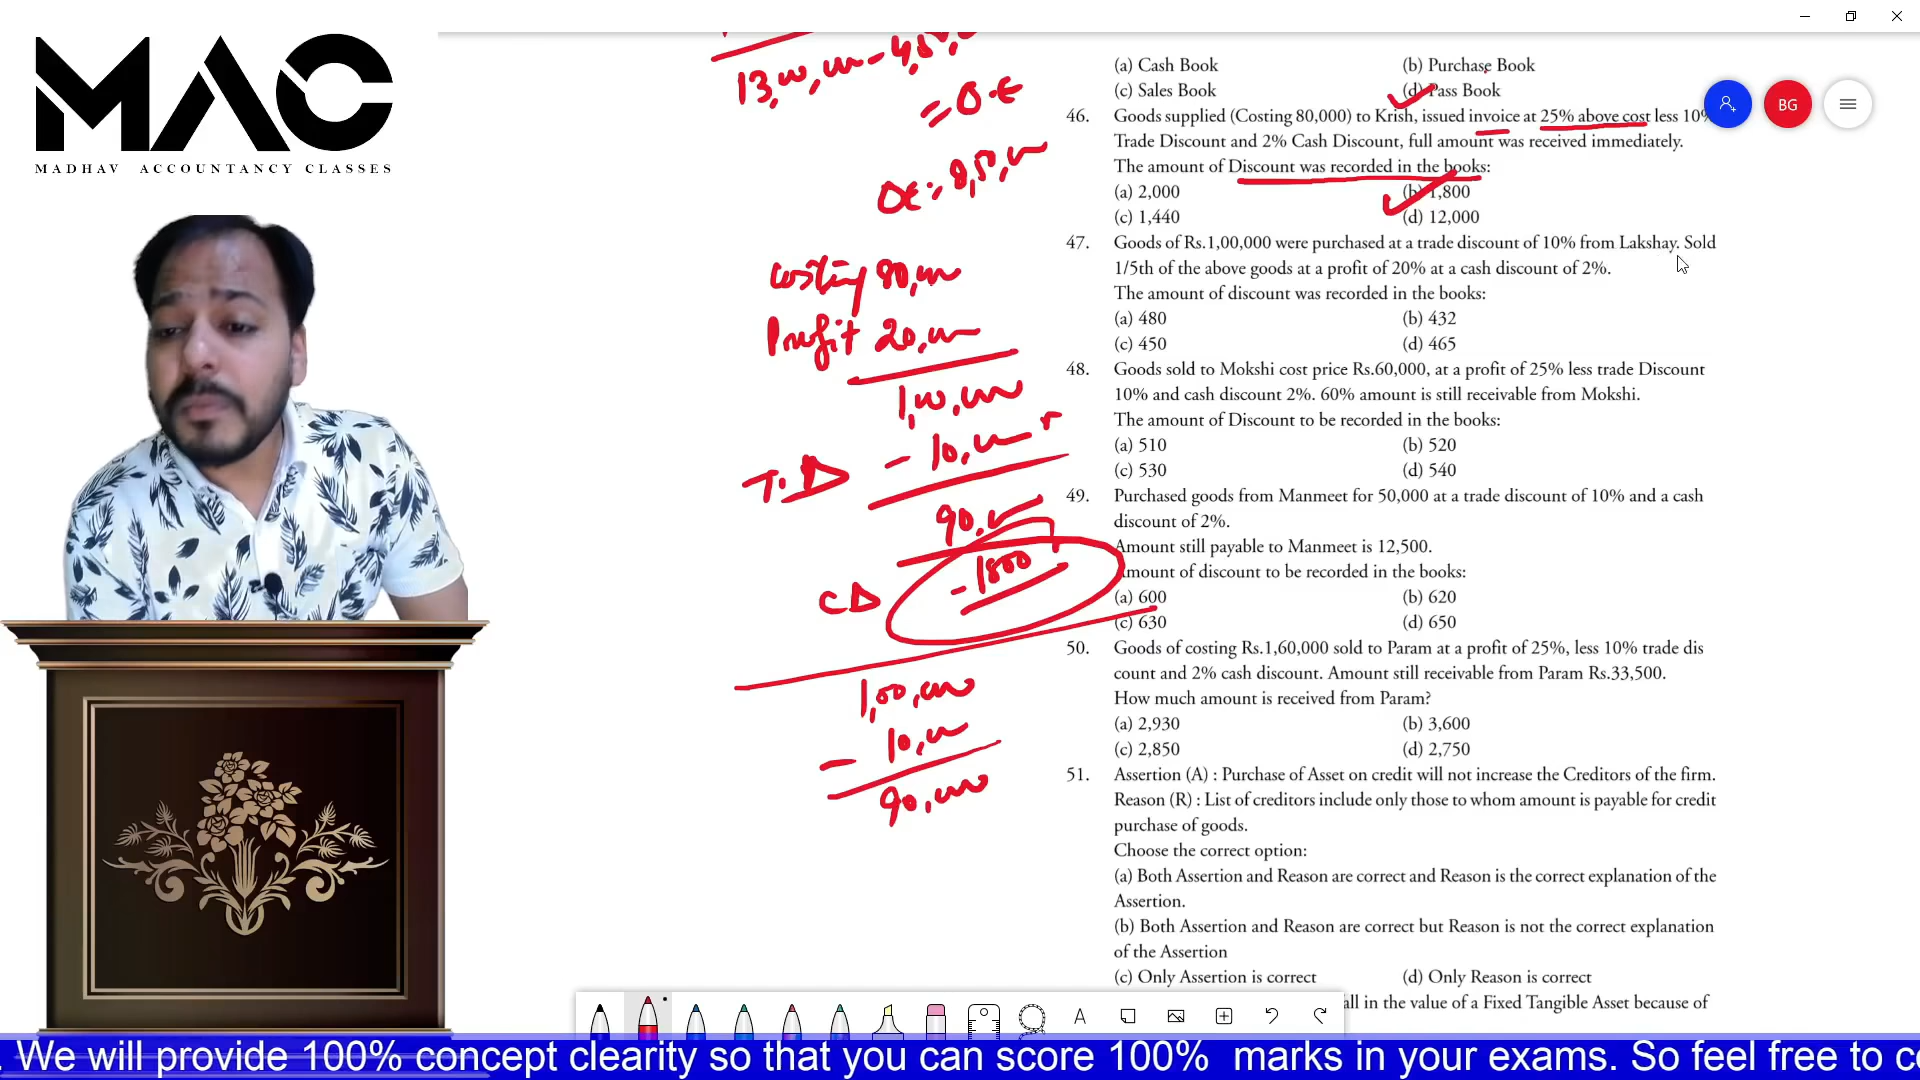 MAC
MADHAV ACCOUNTANCY CLASSES
= O.E
Costing 80,000
Profit 20,000
T.D
90,000
CD
- 1800
1,00,000
- 10,000
90,000
(a) Cash Book (b) Purchase Book
(c) Sales Book (d) Pass Book
46. Goods supplied (Costing 80,000) to Krish, issued invoice at 25% above cost less 10%
Trade Discount and 2% Cash Discount, full amount was received immediately.
The amount of Discount was recorded in the books:
(a) 2,000 (b) 1,800
(c) 1,440 (d) 12,000
47. Goods of Rs.1,00,000 were purchased at a trade discount of 10% from Lakshay. Sold
1/5th of the above goods at a profit of 20% at a cash discount of 2%.
The amount of discount was recorded in the books:
(a) 480 (b) 432
(c) 450 (d) 465
48. Goods sold to Mokshi cost price Rs.60,000, at a profit of 25% less trade Discount
10% and cash discount 2%. 60% amount is still receivable from Mokshi.
The amount of Discount to be recorded in the books:
(a) 510 (b) 520
(c) 530 (d) 540
49. Purchased goods from Manmeet for 50,000 at a trade discount of 10% and a cash
discount of 2%.
Amount still payable to Manmeet is 12,500.
Amount of discount to be recorded in the books:
(a) 600 (b) 620
(c) 630 (d) 650
50. Goods of costing Rs.1,60,000 sold to Param at a profit of 25%, less 10% trade dis
count and 2% cash discount. Amount still receivable from Param Rs.33,500.
How much amount is received from Param?
(a) 2,930 (b) 3,600
(c) 2,850 (d) 2,750
51. Assertion (A) : Purchase of Asset on credit will not increase the Creditors of the firm.
Reason (R) : List of creditors include only those to whom amount is payable for credit
purchase of goods.
Choose the correct option:
(a) Both Assertion and Reason are correct and Reason is the correct explanation of the
Assertion.
(b) Both Assertion and Reason are correct but Reason is not the correct explanation
of the Assertion
(c) Only Assertion is correct (d) Only Reason is correct
all in the value of a Fixed Tangible Asset because of
BG
A
We will provide 100% concept clearity so that you can score 100% marks in your exams. So feel free to